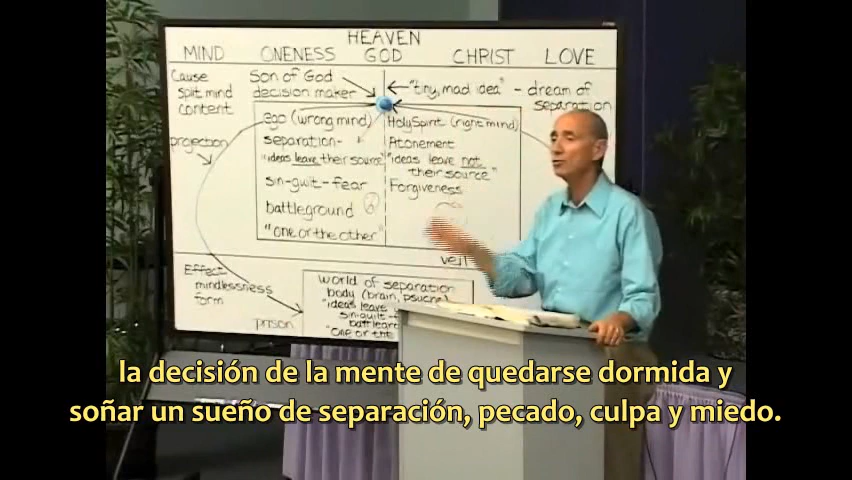 HEAVEN
MIND ONENESS GOD CHRIST LOVE
Cause
split mind
content
Son of God
decision maker
"tiny, mad idea" - dream of
separation
ego (wrong mind)
separation-
"ideas leave their source"
sin-guilt-fear
battleground
"one or the other"
Holy Spirit (right mind)
Atonement
"ideas leave not
their source"
Forgiveness
projection
veil
Effect
mindlessness
form
prison
world of separation
body (brain, psyche)
"ideas leave
sin-guilt-f
battlegro
"one or the
la decisión de la mente de quedarse dormida y
soñar un sueño de separación, pecado, culpa y miedo.